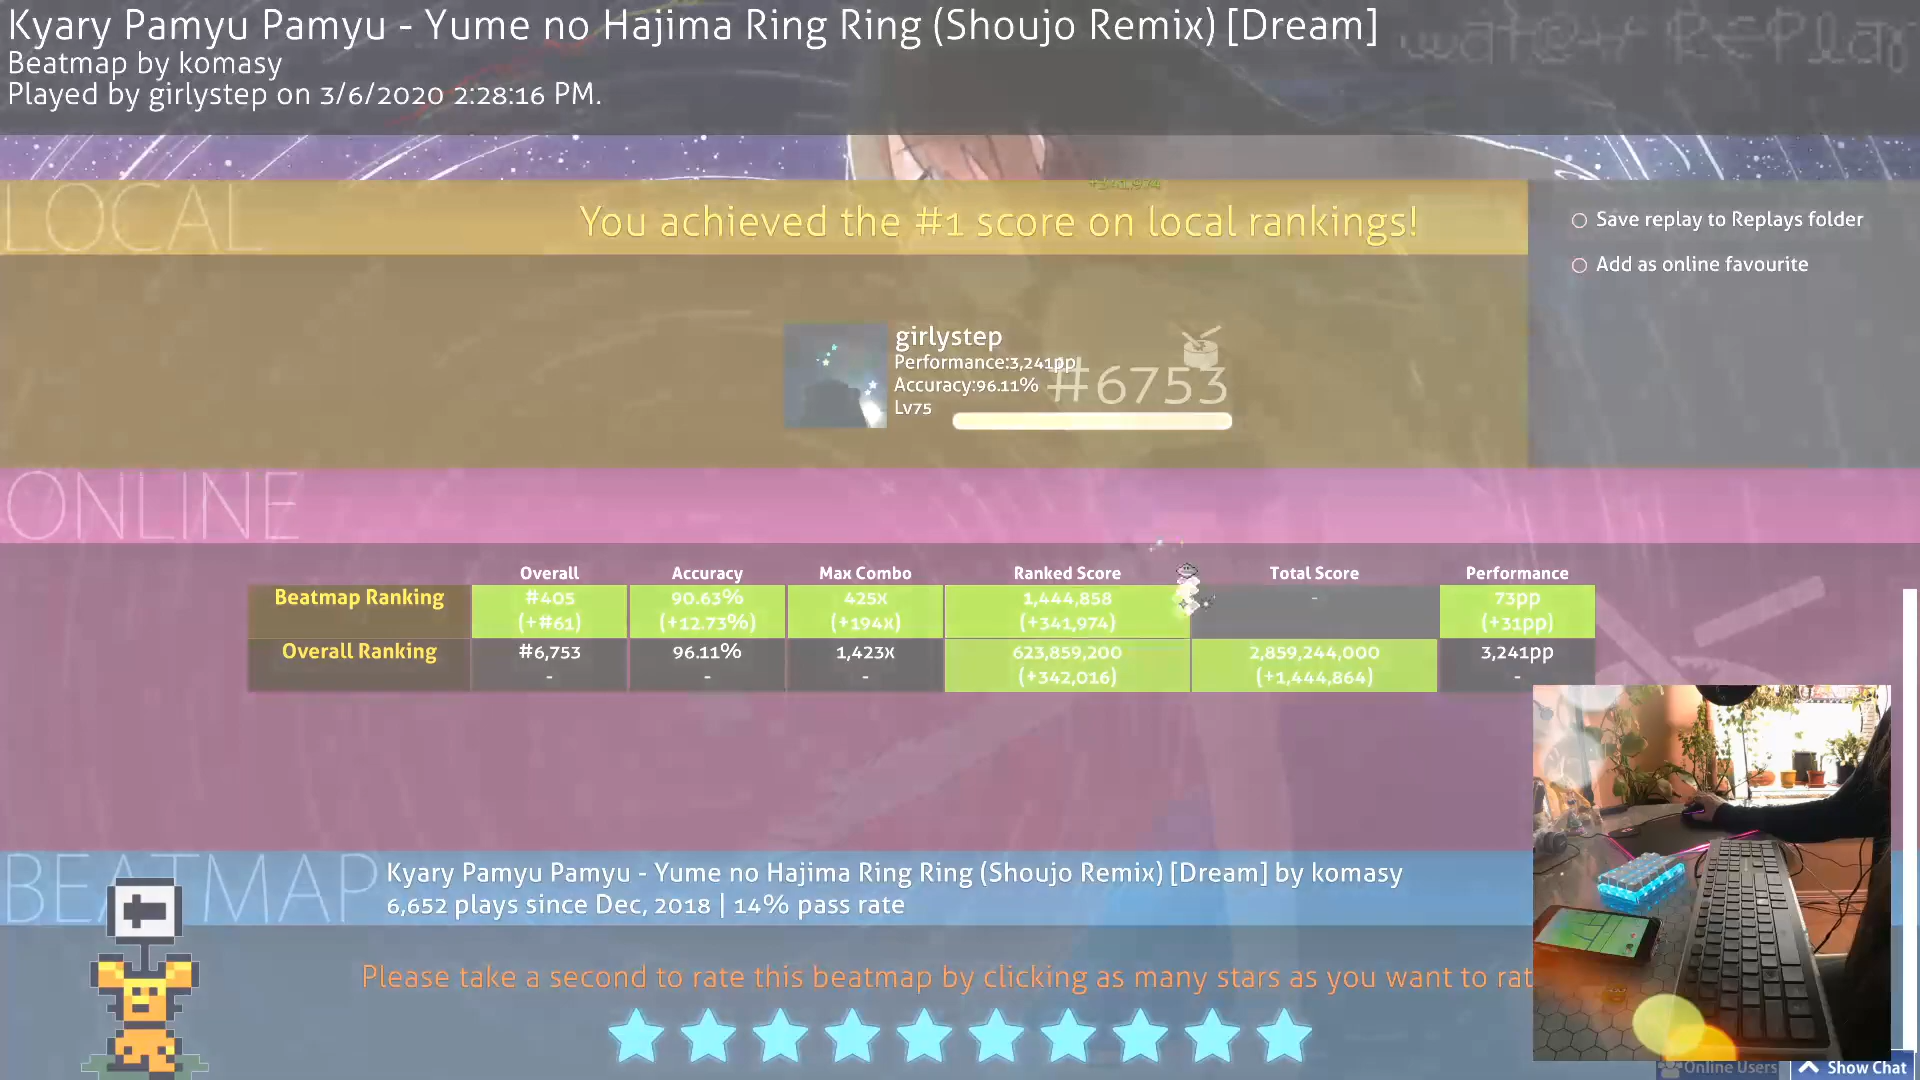 Kyary Pamyu Pamyu - Yume no Hajima Ring Ring (Shoujo Remix) [Dream]
Beatmap by komasy
Played by girlystep on 3/6/2020 2:28:16 PM.
Watch Replay
LOCAL
+341,974
You achieved the #1 score on local rankings!
Save replay to Replays folder
Add as online favourite
girlystep
Performance:3,241pp
Accuracy:96.11%
Lv75
#6753
ONLINE
Overall Accuracy Max Combo Ranked Score Total Score Performance
Beatmap Ranking #405 90.63% 425x 1,444,858 - 73pp
(+#61) (+12.73%) (+194x) (+341,974) (+31pp)
Overall Ranking #6,753 96.11% 1,423x 623,859,200 2,859,244,000 3,241pp
- - - (+342,016) (+1,444,864) -
BEATMAP
Kyary Pamyu Pamyu - Yume no Hajima Ring Ring (Shoujo Remix) [Dream] by komasy
6,652 plays since Dec, 2018 | 14% pass rate
Please take a second to rate this beatmap by clicking as many stars as you want to rat
Online Users
Show Chat